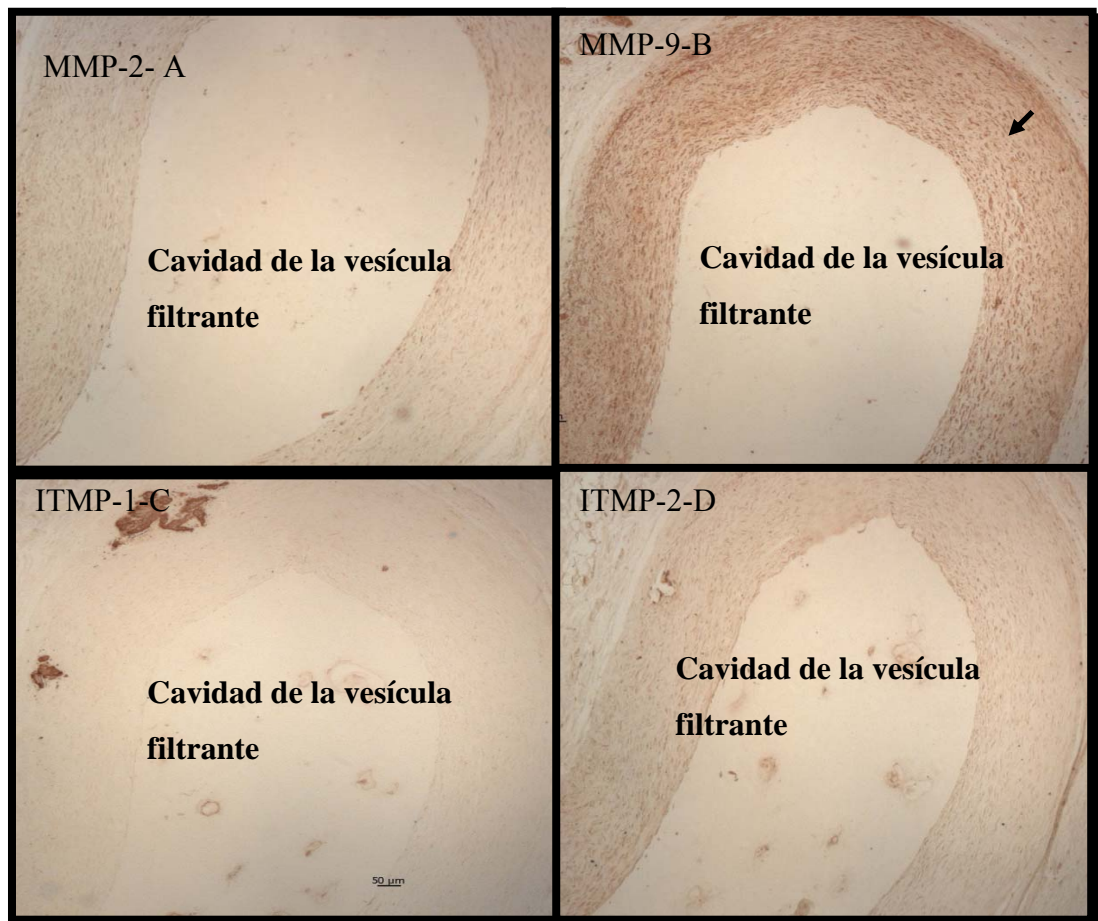 MMP-2- A
Cavidad de la vesícula
filtrante
MMP-9-B
Cavidad de la vesícula
filtrante
ITMP-1-C
Cavidad de la vesícula
filtrante
50 µm
ITMP-2-D
Cavidad de la vesícula
filtrante